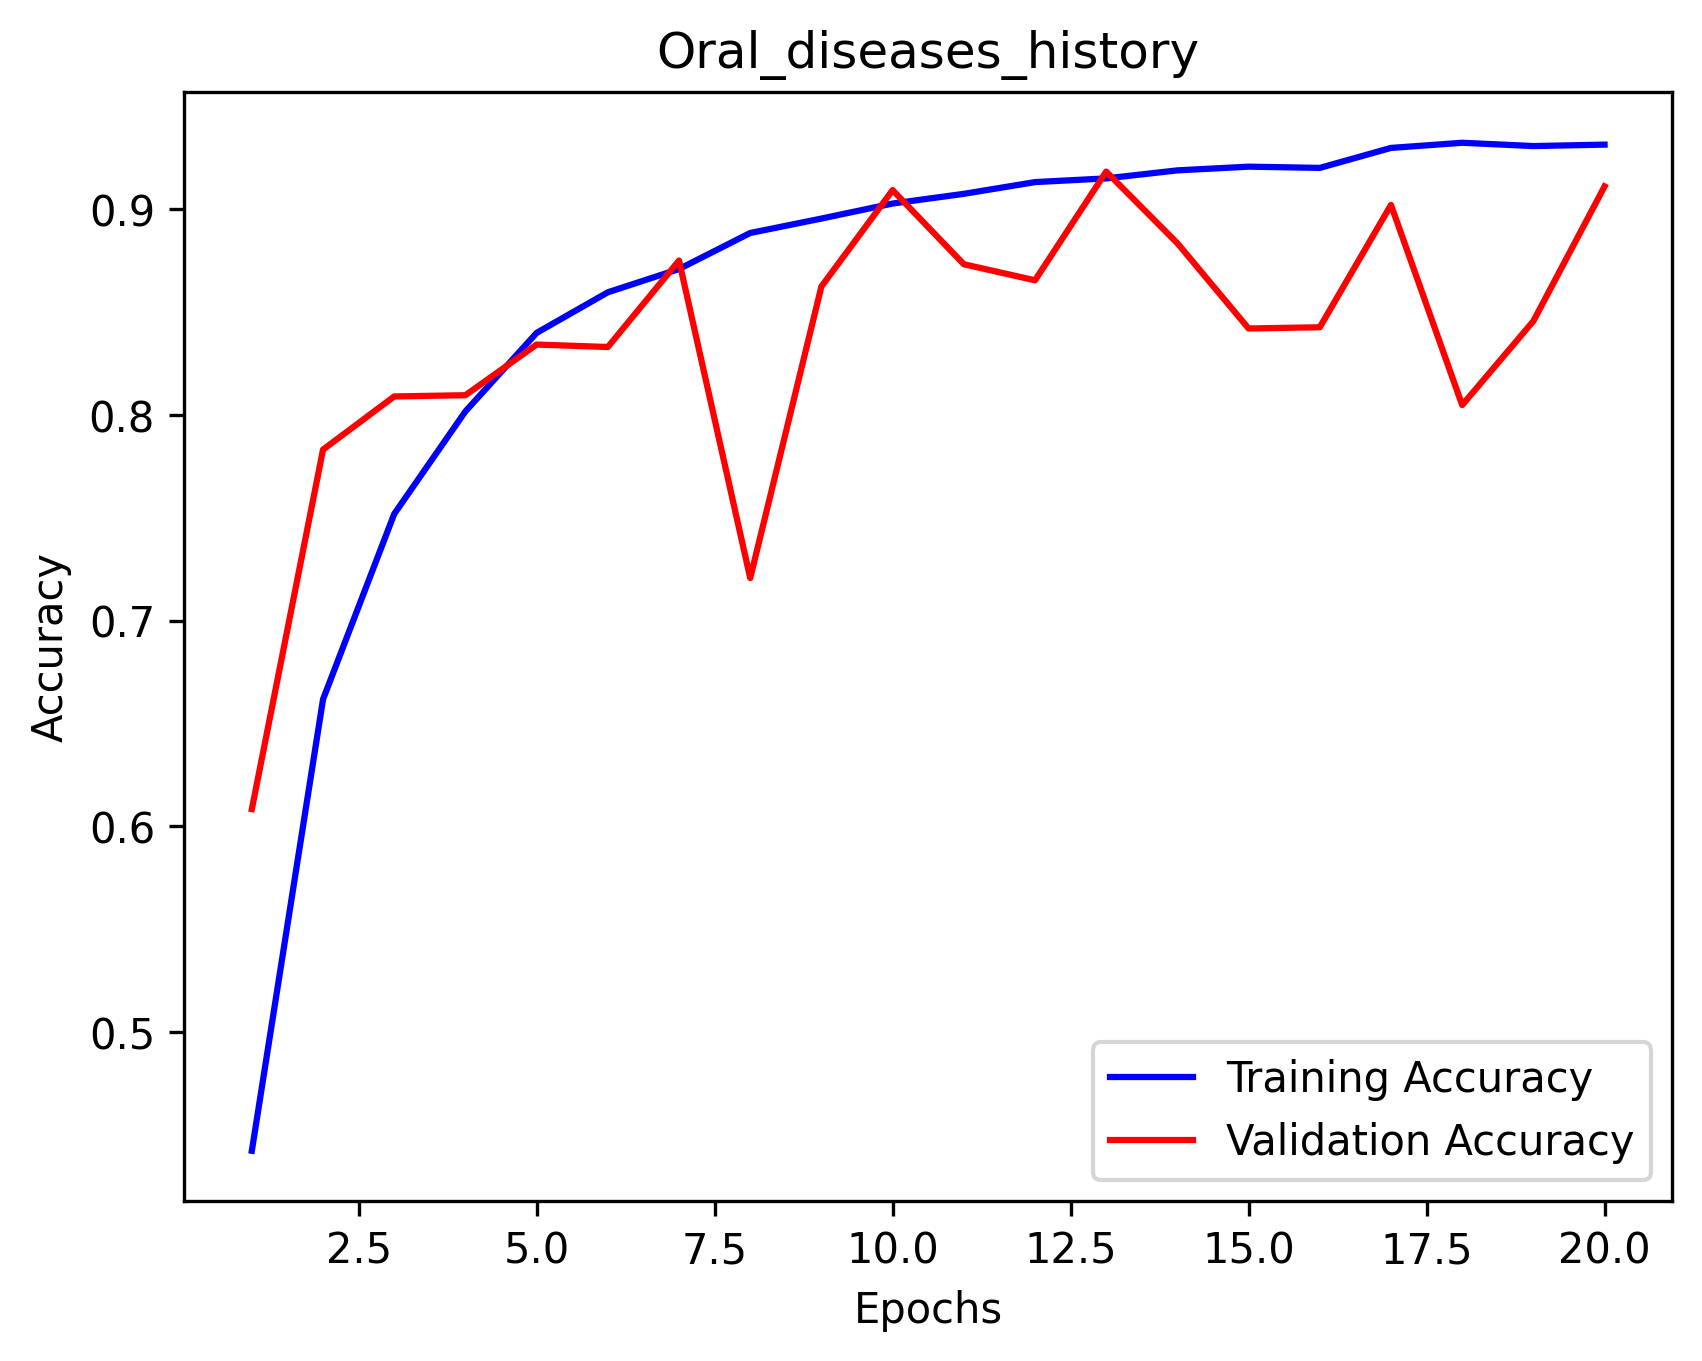 Oral_diseases_history
Accuracy
0.9
0.8
0.7
0.6
0.5
Training Accuracy
Validation Accuracy
2.5 5.0 7.5 10.0 12.5 15.0 17.5 20.0
Epochs